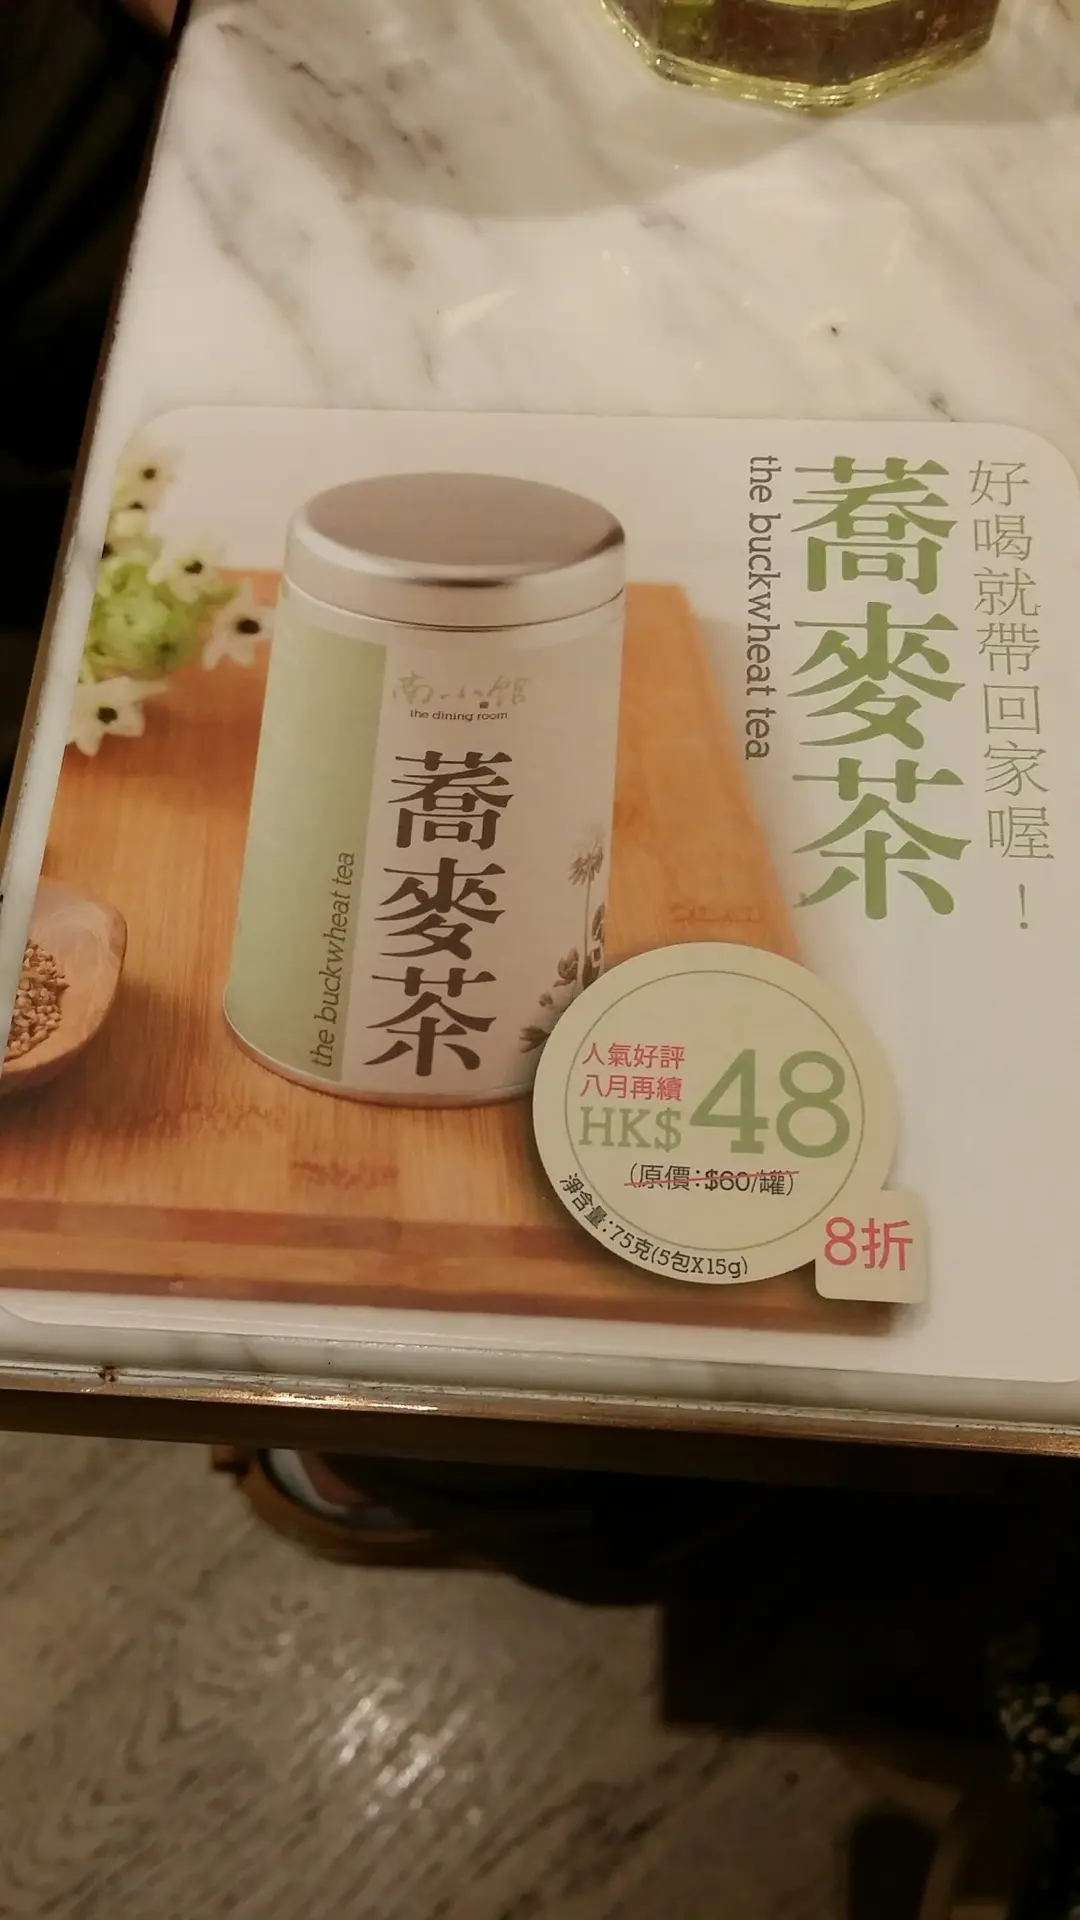 好喝就帶回家喔！
蕎麥茶
the buckwheat tea
南小館
the dining room
蕎麥茶
the buckwheat tea
人氣好評
八月再續
HK$48
(原價:$60/罐)
淨含量:75克(5包X15g)
8折